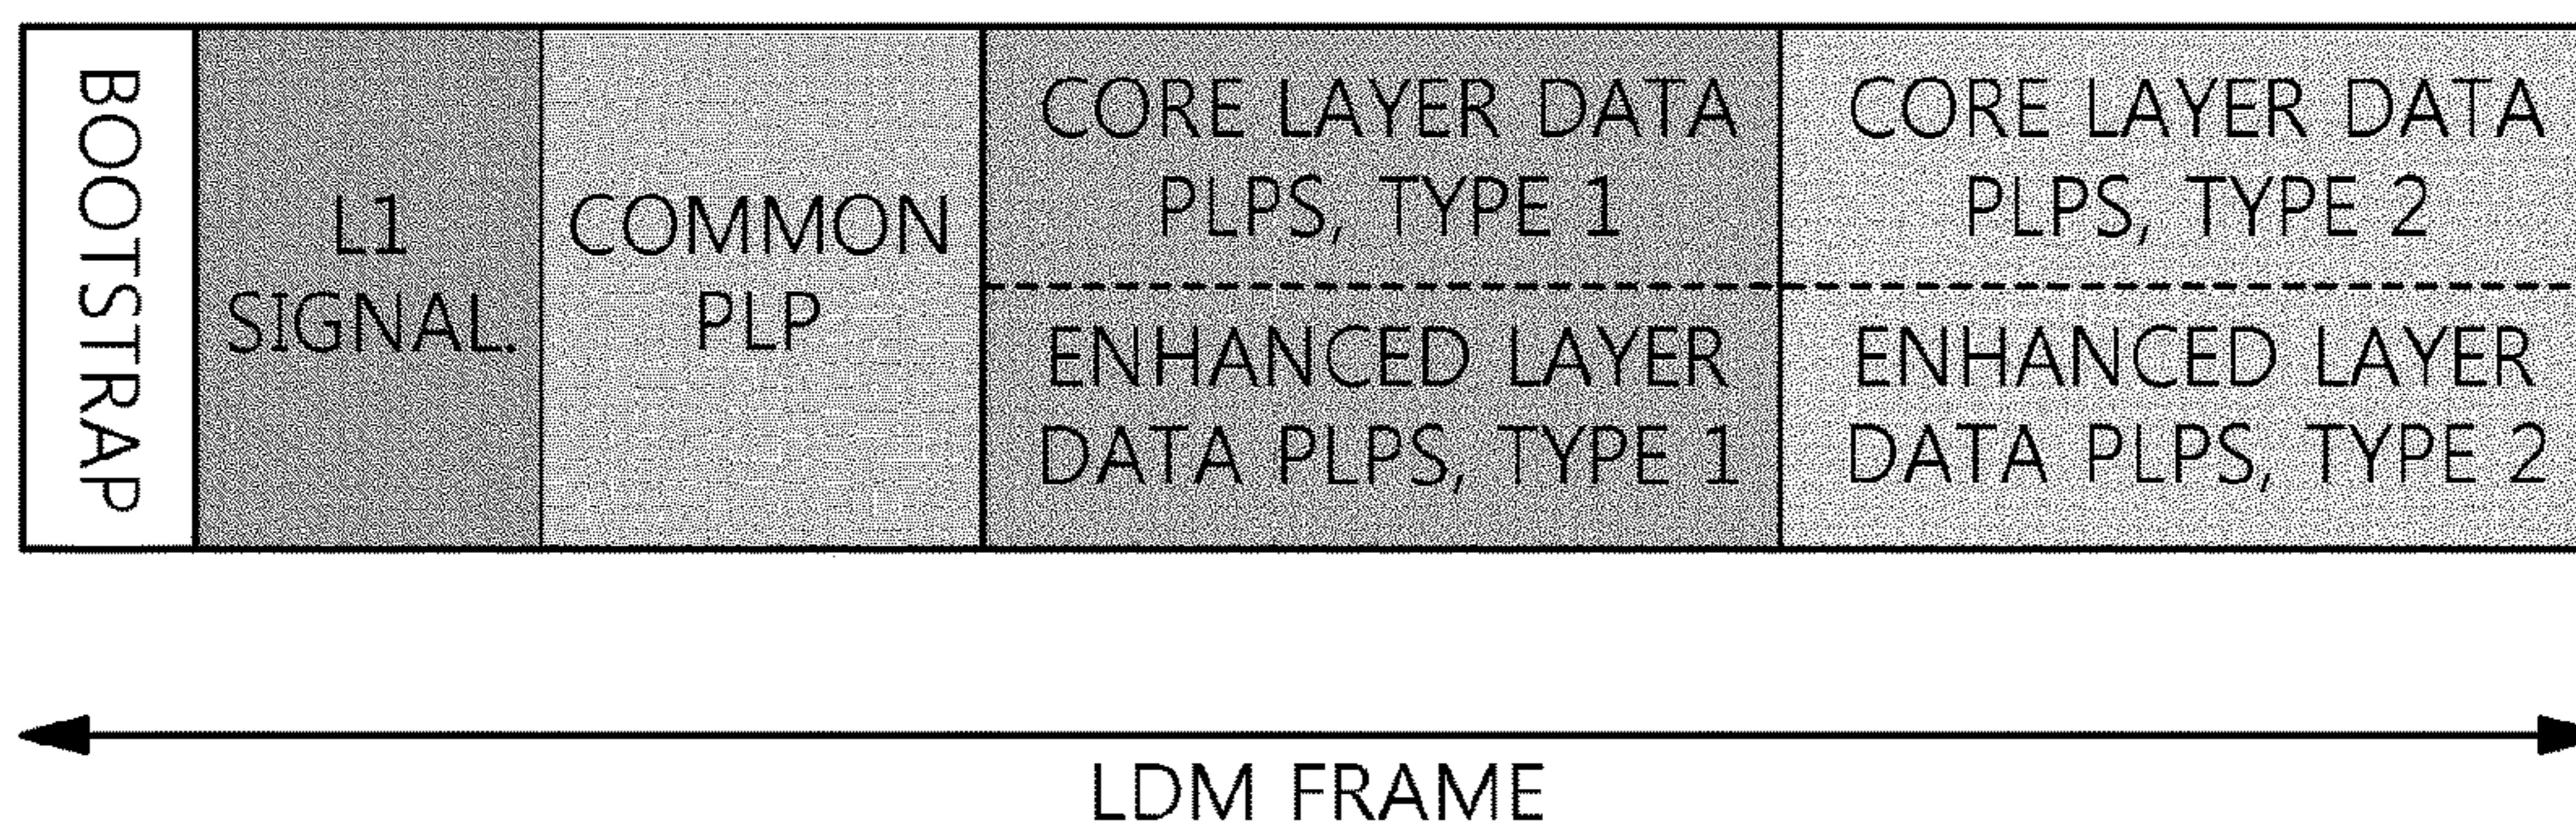 BOOTSTRAP
L1
SIGNAL.
COMMON
PLP
CORE LAYER DATA
PLPS, TYPE 1
ENHANCED LAYER
DATA PLPS, TYPE 1
CORE LAYER DATA
PLPS, TYPE 2
ENHANCED LAYER
DATA PLPS, TYPE 2
LDM FRAME